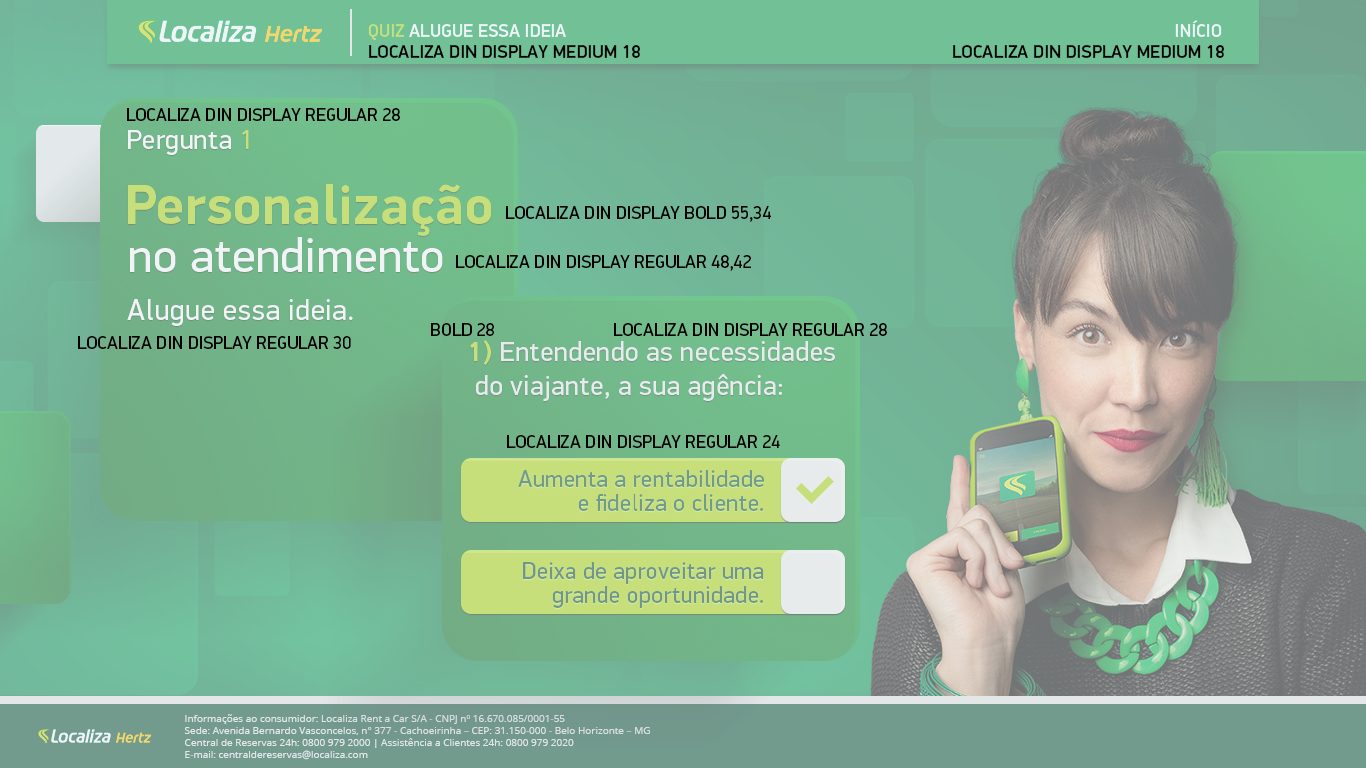 Localiza Hertz
QUIZ ALUGUE ESSA IDEIA
LOCALIZA DIN DISPLAY MEDIUM 18
INÍCIO
LOCALIZA DIN DISPLAY MEDIUM 18
LOCALIZA DIN DISPLAY REGULAR 28
Pergunta 1
Personalização
LOCALIZA DIN DISPLAY BOLD 55,34
no atendimento
LOCALIZA DIN DISPLAY REGULAR 48,42
Alugue essa ideia.
LOCALIZA DIN DISPLAY REGULAR 30
BOLD 28
LOCALIZA DIN DISPLAY REGULAR 28
1) Entendendo as necessidades
do viajante, a sua agência:
LOCALIZA DIN DISPLAY REGULAR 24
Aumenta a rentabilidade
e fideliza o cliente.
Deixa de aproveitar uma
grande oportunidade.
Localiza Hertz
Informações ao consumidor: Localiza Rent a Car S/A - CNPJ nº 16.670.085/0001-55
Sede: Avenida Bernardo Vasconcelos, n° 377 - Cachoeirinha – CEP: 31.150-000 - Belo Horizonte – MG
Central de Reservas 24h: 0800 979 2000 | Assistência a Clientes 24h: 0800 979 2020
E-mail: centraldereservas@localiza.com